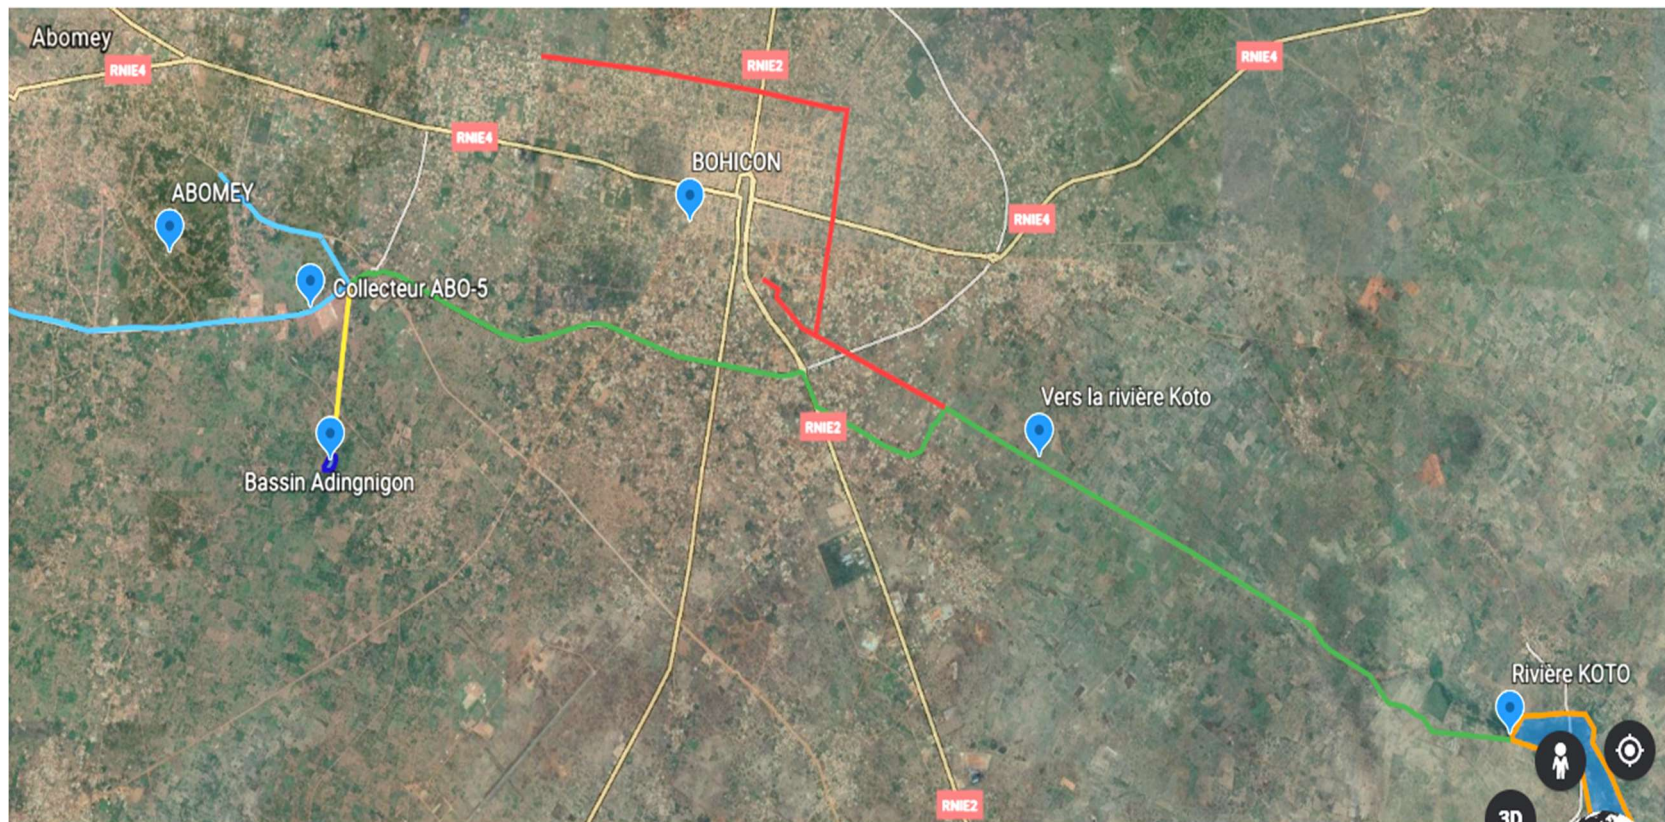 Abomey
RNIE4
RNIE2
RNIE4
RNIE4
BOHICON
ABOMEY
RNIE4
Collecteur ABO-5
Vers la rivière Koto
RNIE2
Bassin Adingnigon
Rivière KOTO
RNIE2
3D